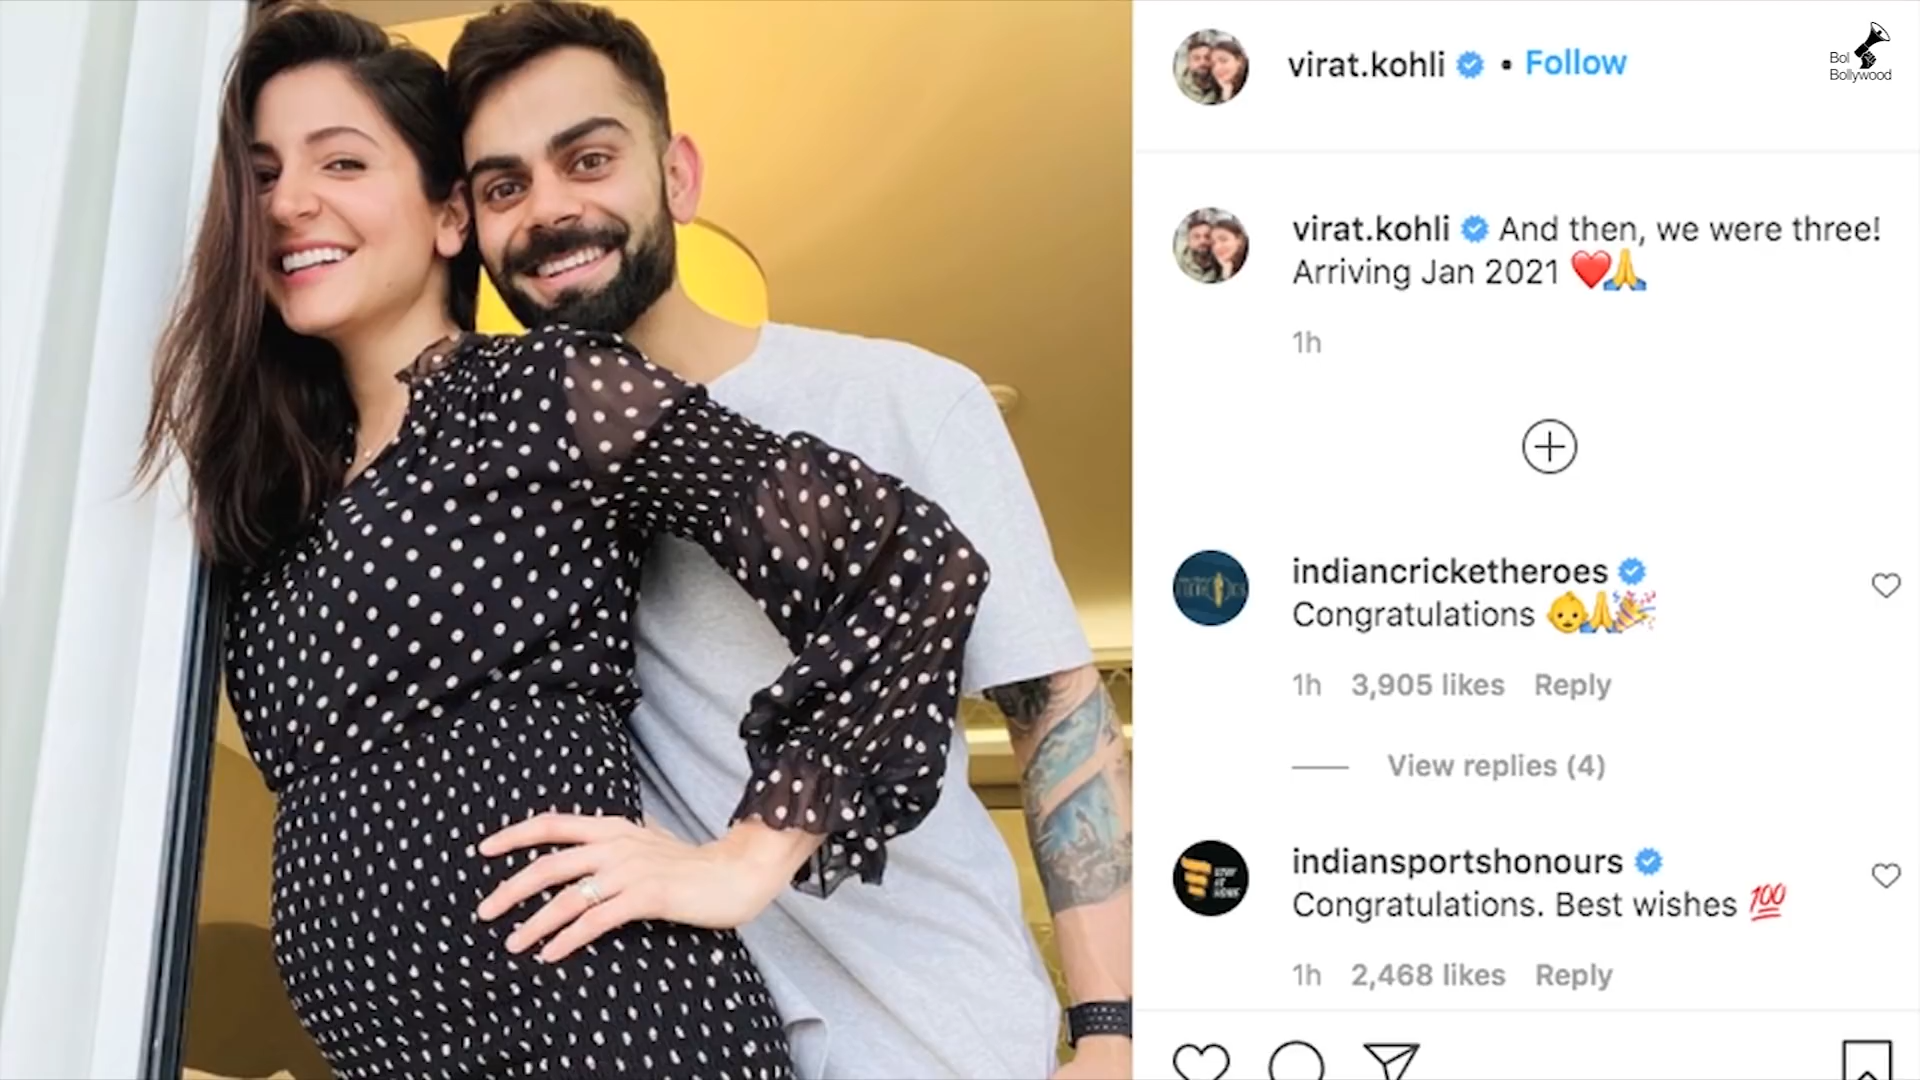 virat.kohli • Follow
Bol
Bollywood
virat.kohli And then, we were three!
Arriving Jan 2021 ❤️🙏
1h
indiancricketheroes
Congratulations 👶🙏🎉
1h 3,905 likes Reply
View replies (4)
indiansportshonours
Congratulations. Best wishes 💯
1h 2,468 likes Reply